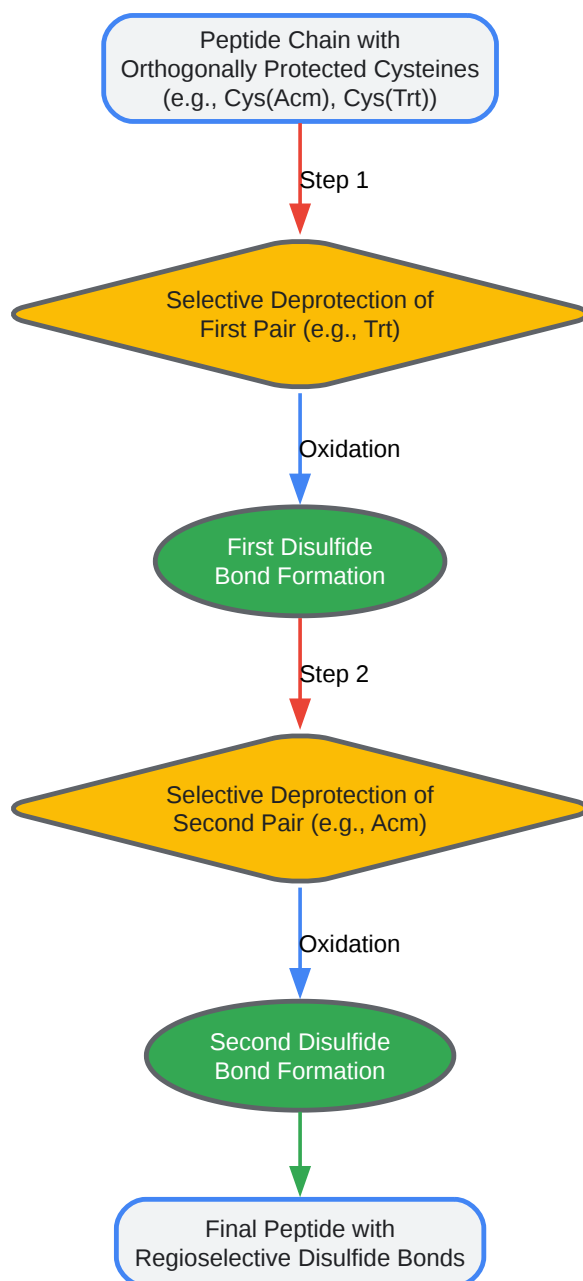 Peptide Chain with
Orthogonally Protected Cysteines
(e.g., Cys(Acm), Cys(Trt))
Step 1
Selective Deprotection of
First Pair (e.g., Trt)
Oxidation
First Disulfide
Bond Formation
Step 2
Selective Deprotection of
Second Pair (e.g., Acm)
Oxidation
Second Disulfide
Bond Formation
Final Peptide with
Regioselective Disulfide Bonds